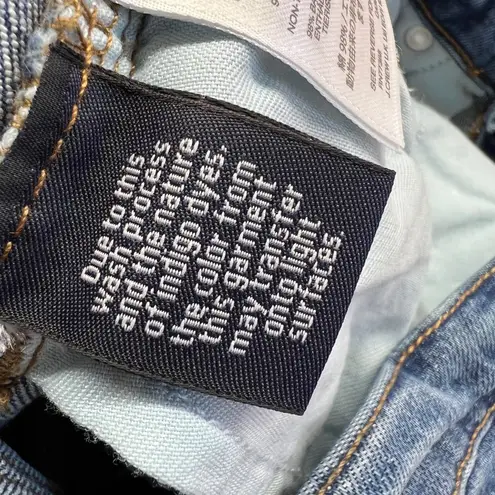 Due to this
wash process
and the nature
of indigo dyes,
the color from
this garment
may transfer
onto light
surfaces.